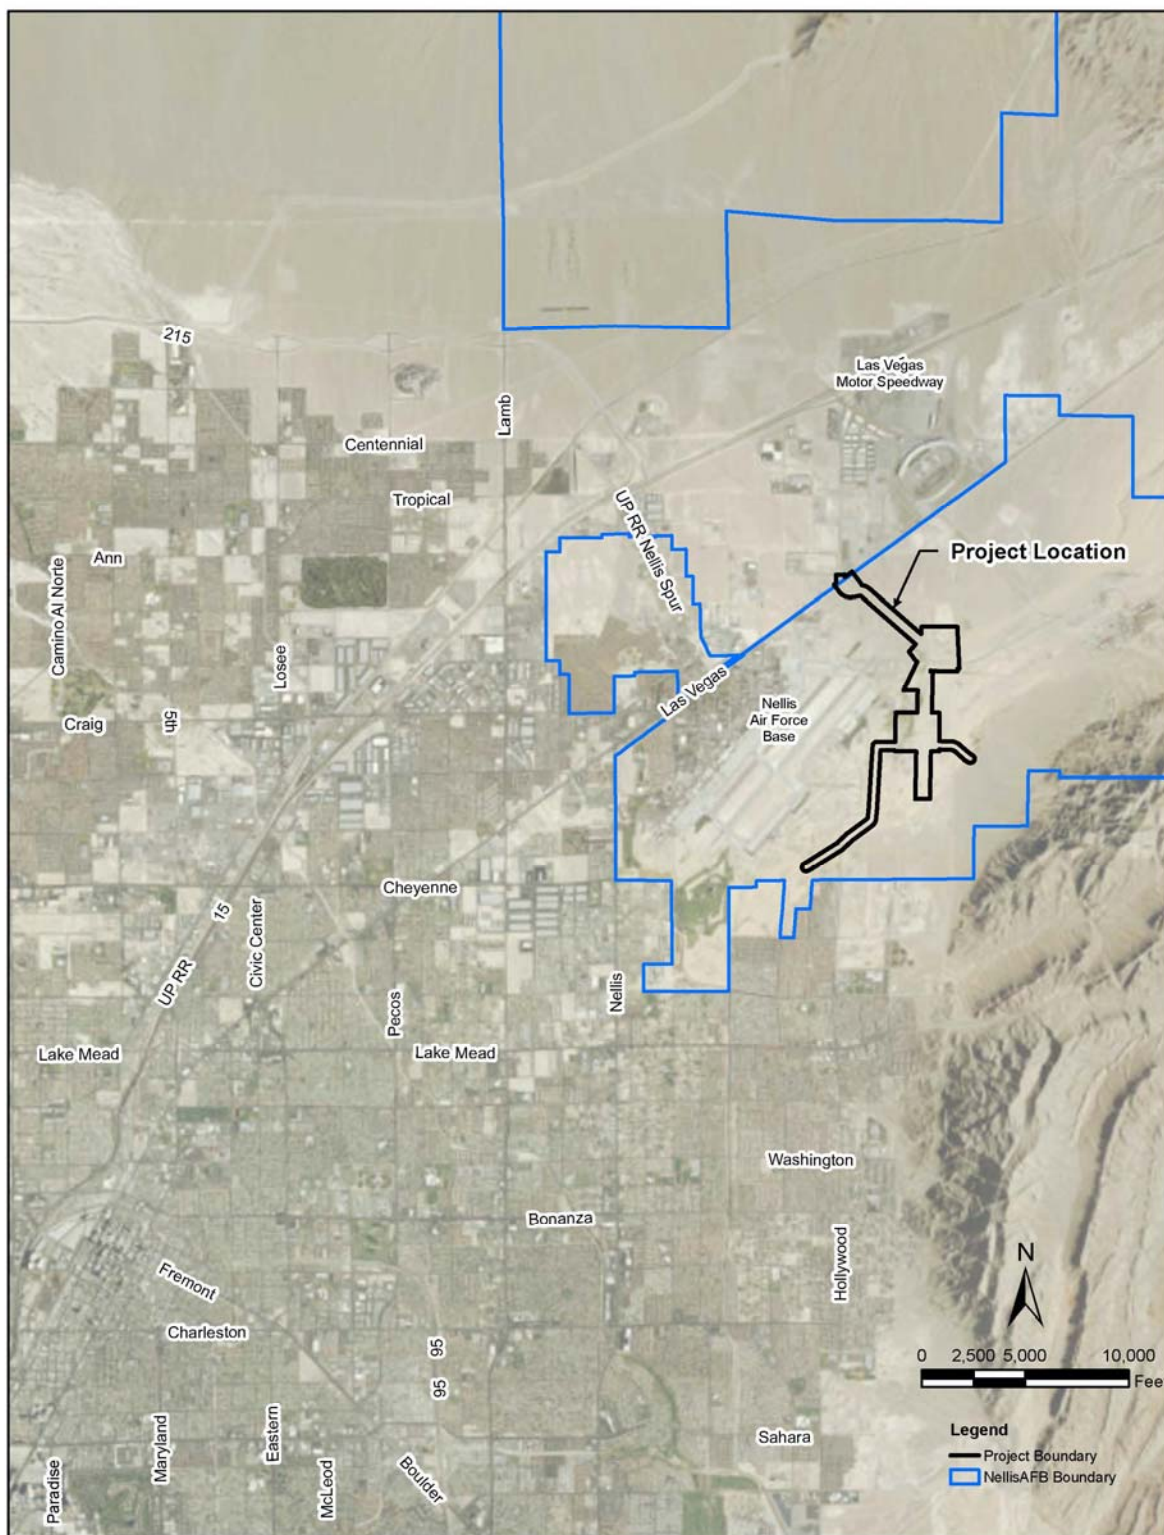 215
Las Vegas
Motor Speedway
Lamb
Centennial
Tropical
UP RR Nellis Spur
Ann
Project Location
Camino Al Norte
Losee
Las Vegas
Nellis
Air Force
Base
Craig
5th
Cheyenne
15
Civic Center
UP RR
Nellis
Pecos
Lake Mead
Lake Mead
Washington
Bonanza
Hollywood
N
Fremont
Charleston
95
95
0 2,500 5,000 10,000
Feet
Maryland
Eastern
McLeod
Boulder
Sahara
Paradise
Legend
Project Boundary
NellisAFB Boundary